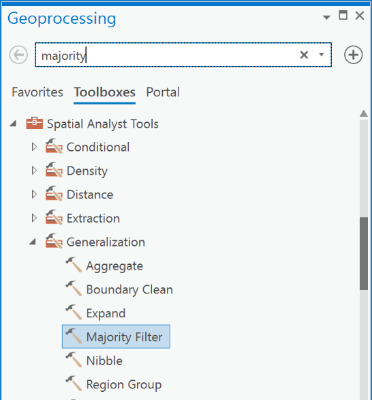 Geoprocessing
majority
Favorites Toolboxes Portal
Spatial Analyst Tools
Conditional
Density
Distance
Extraction
Generalization
Aggregate
Boundary Clean
Expand
Majority Filter
Nibble
Region Group